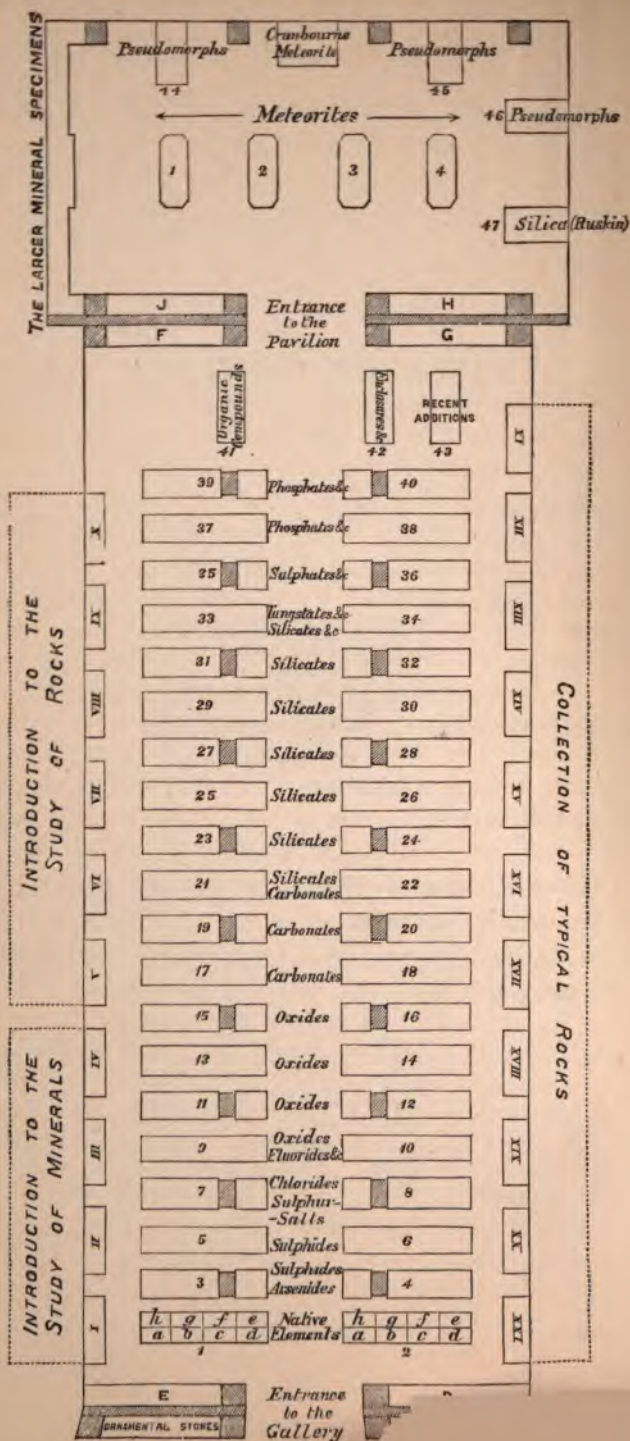 THE LARGER MINERAL SPECIMENS
Pseudomorphs
44
Cranbourne
Meteorite
Pseudomorphs
45
Meteorites
46 Pseudomorphs
1
2
3
4
47 Silica (Ruskin)
J
Entrance
to the
Pavilion
H
F
G
Organic
Compounds
41
Enclosures &c
42
RECENT
ADDITIONS
43
39 Phosphates &c 40
37 Phosphates &c 38
35 Sulphates &c 36
33 Tungstates &c 34
Silicates &c
31 Silicates 32
29 Silicates 30
27 Silicates 28
25 Silicates 26
23 Silicates 24
21 Silicates 22
Carbonates
19 Carbonates 20
17 Carbonates 18
15 Oxides 16
13 Oxides 14
11 Oxides 12
9 Oxides 10
Fluorides &c
7 Chlorides 8
Sulphur-
-Salts
5 Sulphides 6
3 Sulphides 4
Arsenides
h g f e Native h g f e
a b c d Elements a b c d
1 2
INTRODUCTION TO THE
STUDY OF ROCKS
X
IX
VIII
VII
VI
V
INTRODUCTION TO THE
STUDY OF MINERALS
IV
III
II
I
COLLECTION OF TYPICAL ROCKS
XI
XII
XIII
XIV
XV
XVI
XVII
XVIII
XIX
XX
XXI
E
Entrance
to the
Gallery
ORNAMENTAL STONES